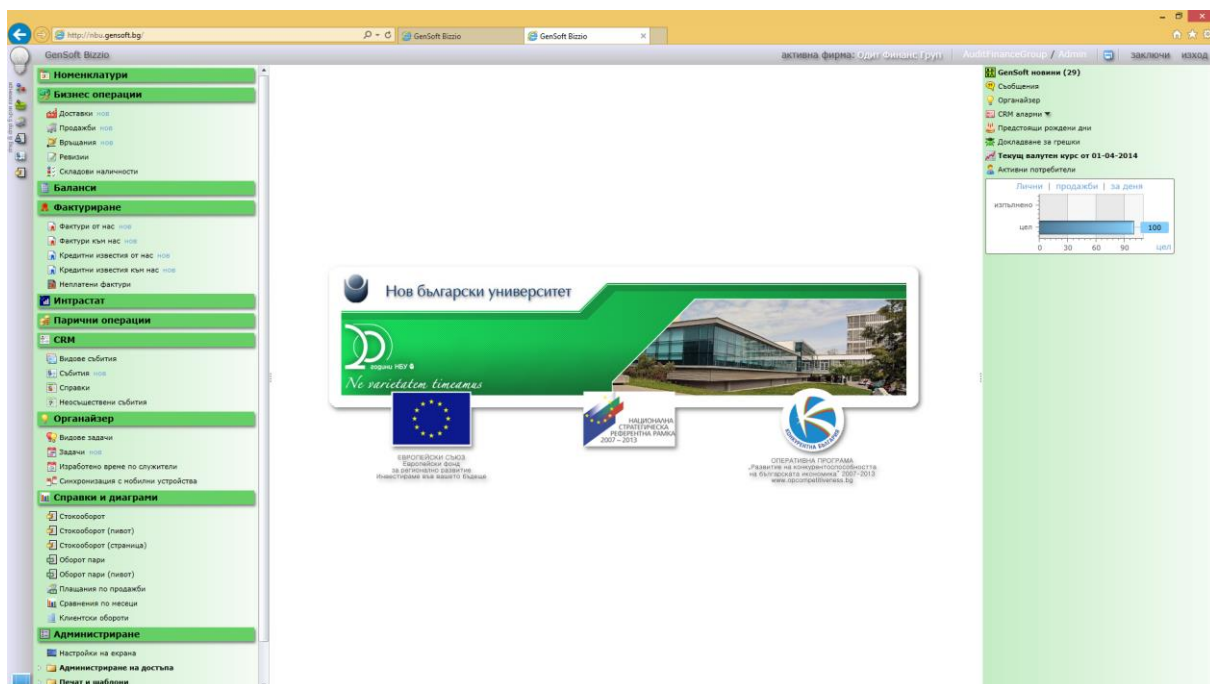 http://nbu.gensoft.bg/
GenSoft Bizzio
GenSoft Bizzio
GenSoft Bizzio
активна фирма: Одит Финанс Груп
AuditFinanceGroup / Admin
заключи
изход
Номенклатури
Бизнес операции
Доставки нов
Продажби нов
Връщания нов
Ревизии
Складови наличности
Баланси
Фактуриране
Фактури от нас нов
Фактури към нас нов
Кредитни известия от нас нов
Кредитни известия към нас нов
Неплатени фактури
Интрастат
Парични операции
CRM
Видове събития
Събития нов
Справки
Неосъществени събития
Органайзер
Видове задачи
Задачи нов
Изработено време по служители
Синхронизация с мобилни устройства
Справки и диаграми
Стокооборот
Стокооборот (пивот)
Стокооборот (страница)
Оборот пари
Оборот пари (пивот)
Плащания по продажби
Сравнения по месеци
Клиентски обороти
Администриране
Настройки на екрана
Администриране на достъпа
Печат и шаблони
Нов български университет
20
години НБУ
Ne varietatem timeamus
ЕВРОПЕЙСКИ СЪЮЗ
Европейски фонд
за регионално развитие
Инвестираме във вашето бъдеще
НАЦИОНАЛНА
СТРАТЕГИЧЕСКА
РЕФЕРЕНТНА РАМКА
2007 – 2013
КОНКУРЕНТНА БЪЛГАРИЯ
ОПЕРАТИВНА ПРОГРАМА
„Развитие на конкурентоспособността
на българската икономика" 2007-2013
www.opcompetitiveness.bg
GenSoft новини (29)
Съобщения
Органайзер
CRM аларми
Предстоящи рождени дни
Докладване за грешки
Текущ валутен курс от 01-04-2014
Активни потребители
Лични | продажби | за деня
изпълнено
цел
100
0 30 60 90 цел